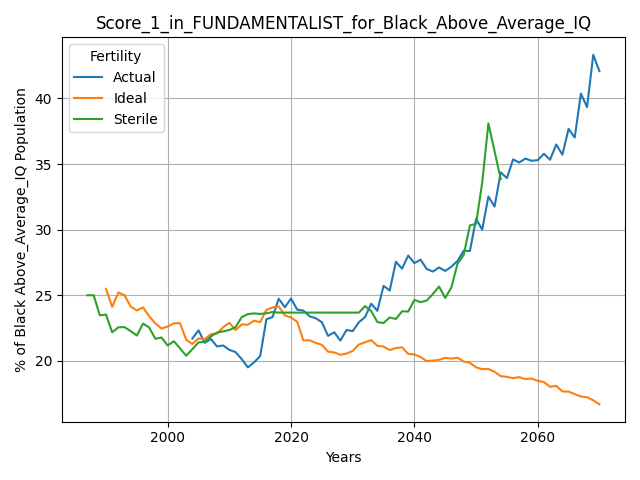 Score_1_in_FUNDAMENTALIST_for_Black_Above_Average_IQ
Fertility
Actual
Ideal
Sterile
% of Black Above_Average_IQ Population
40
35
30
25
20
2000
2020
2040
2060
Years